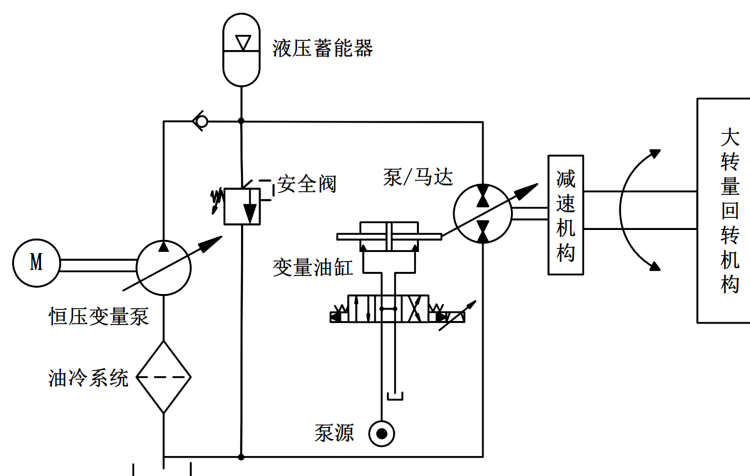 液压蓄能器
安全阀
泵/马达
减速机构
大转量回转机构
M
变量油缸
恒压变量泵
油冷系统
泵源